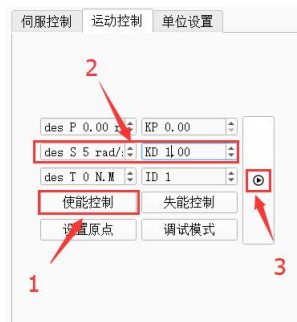 伺服控制 运动控制 单位设置
2
des P 0.00 r KP 0.00
des S 5 rad/: KD 1.00
des T 0 N.M ID 1
使能控制 失能控制
设置原点 调试模式
1
3